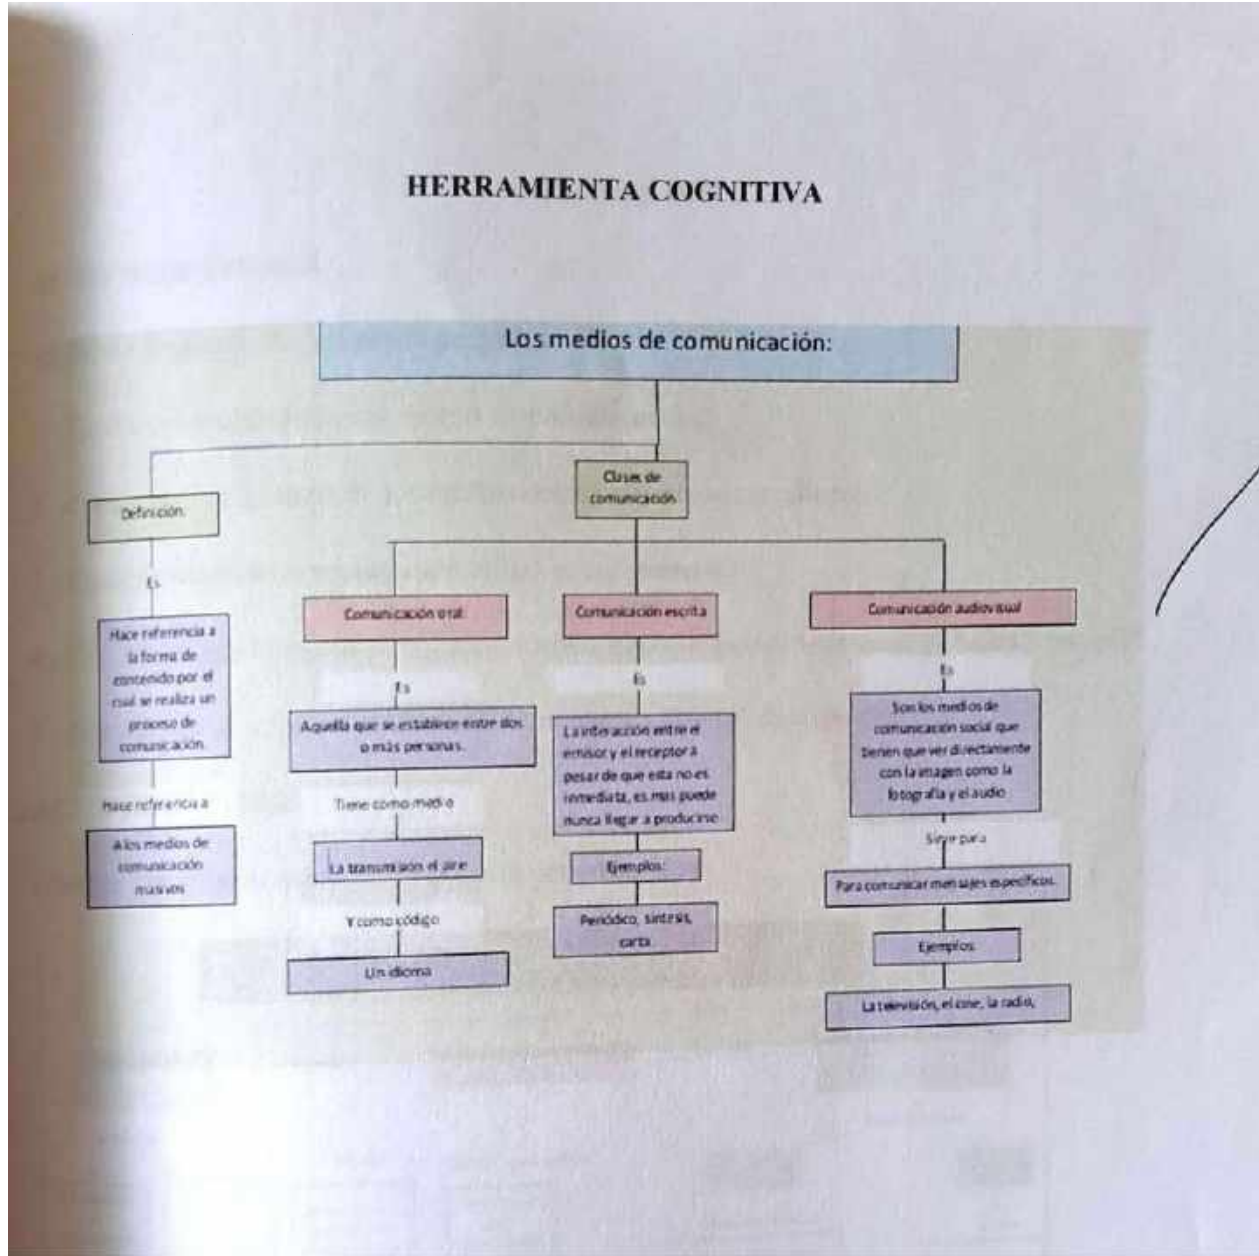 HERRAMIENTA COGNITIVA
Los medios de comunicación:
Definición.
Es
Hace referencia a
la forma de
contenido por el
cual se realiza un
proceso de
comunicación.
Hace referencia a
A los medios de
comunicación
masivos
Clases de
comunicación
Comunicación oral:
Es
Aquella que se establece entre dos
o más personas.
Tiene como medio
La transmisión el aire
Y como código
Un idioma
Comunicación escrita
Es
La interacción entre el
emisor y el receptor a
pesar de que esta no es
inmediata, es mas puede
nunca llegar a producirse
Ejemplos:
Periódico, síntesis,
carta.
Comunicación audiovisual
Es
Son los medios de
comunicación social que
tienen que ver directamente
con la imagen como la
fotografía y el audio
Sirve para
Para comunicar mensajes específicos.
Ejemplos
La televisión, el cine, la radio,